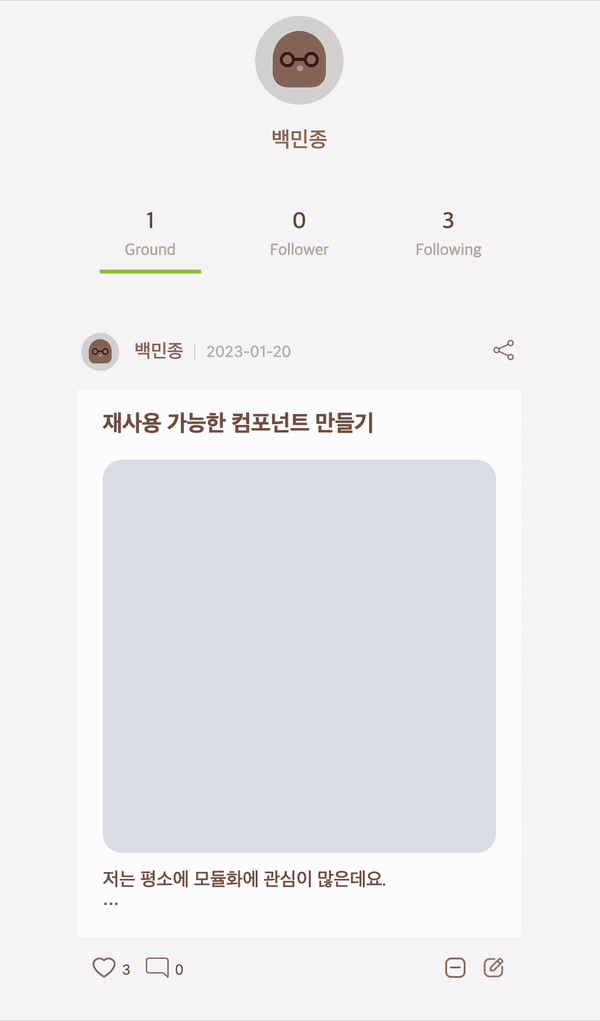 백민종
1 0 3
Ground Follower Following
백민종 2023-01-20
재사용 가능한 컴포넌트 만들기
저는 평소에 모듈화에 관심이 많은데요.
...
3 0